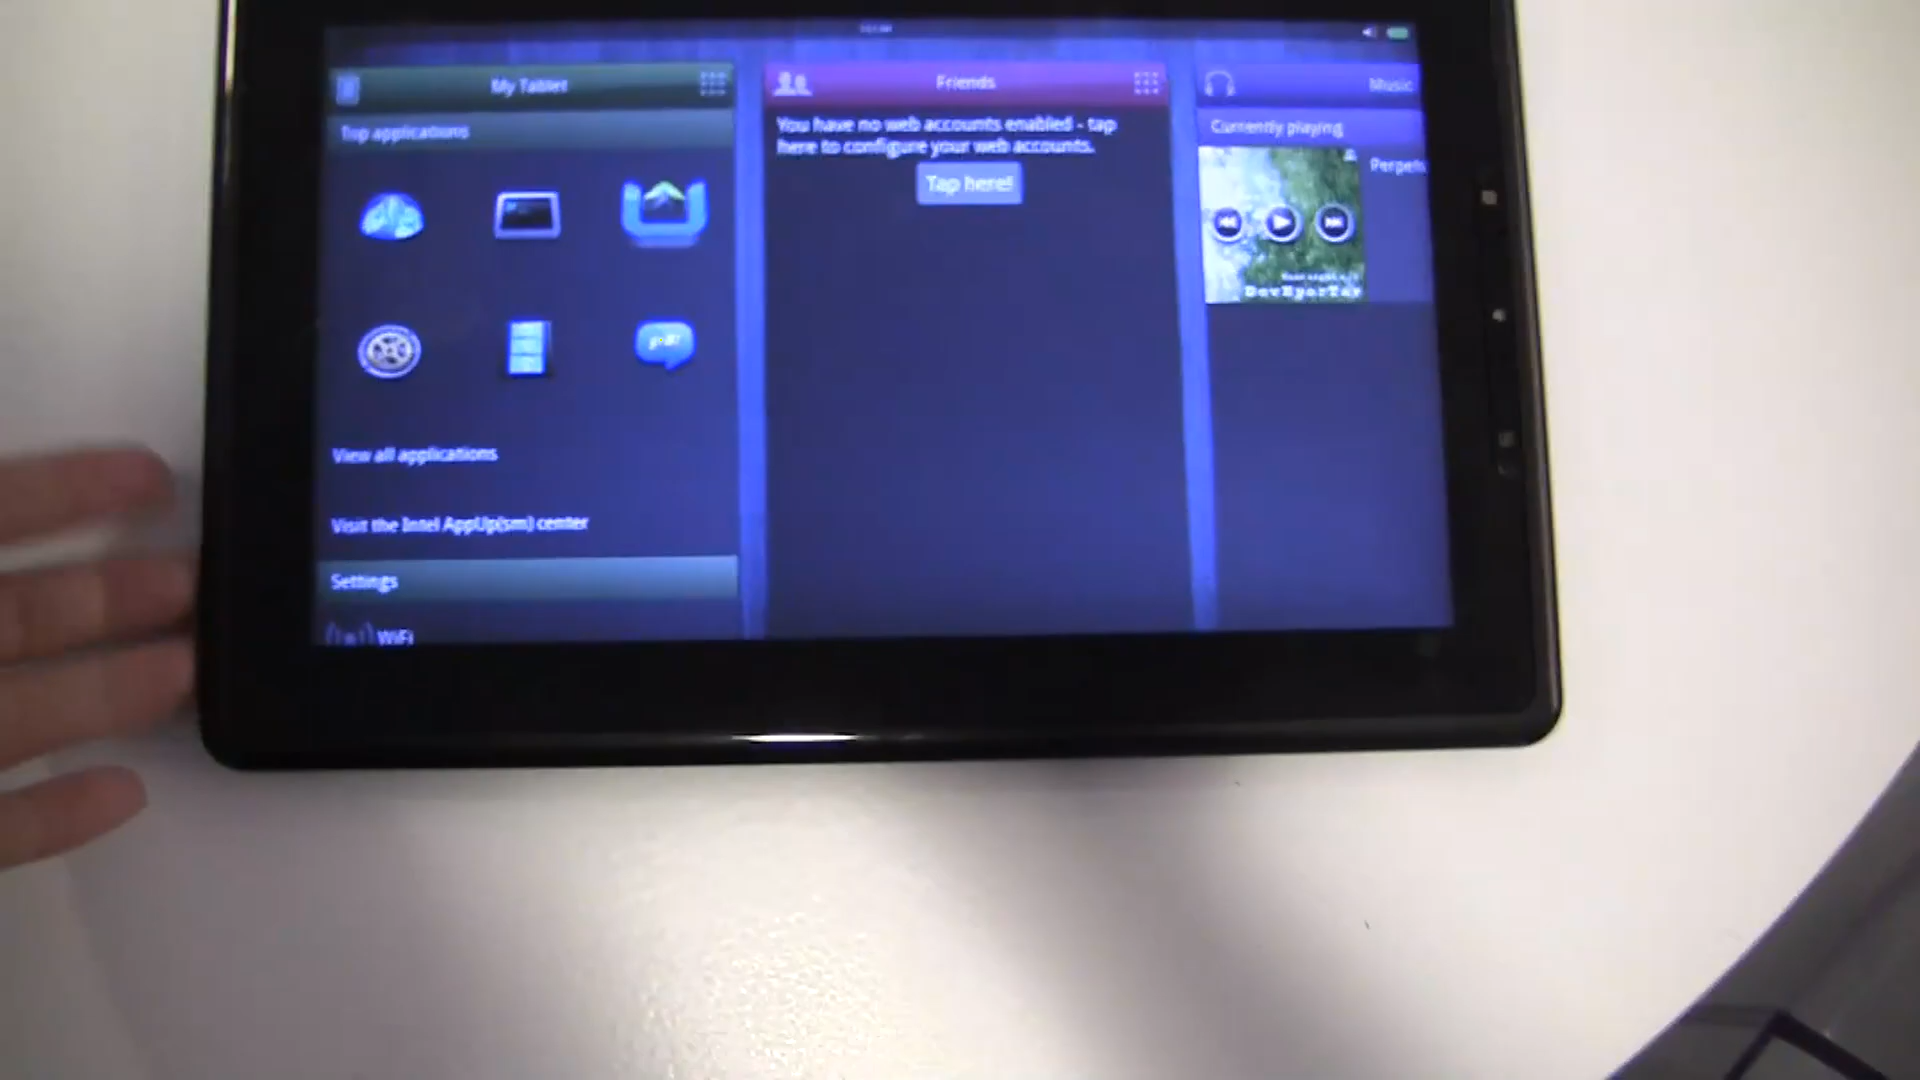 My Tablet
Top applications
View all applications
Visit the Intel AppUp(sm) center
Settings
WiFi
Friends
You have no web accounts enabled - tap
here to configure your web accounts.
Tap here!
Music
Currently playing